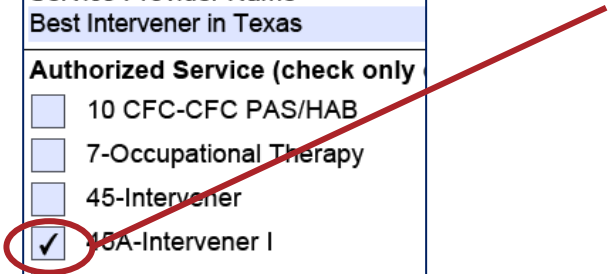 Best Intervener in Texas
Authorized Service (check only
10 CFC-CFC PAS/HAB
7-Occupational Therapy
45-Intervener
45A-Intervener I